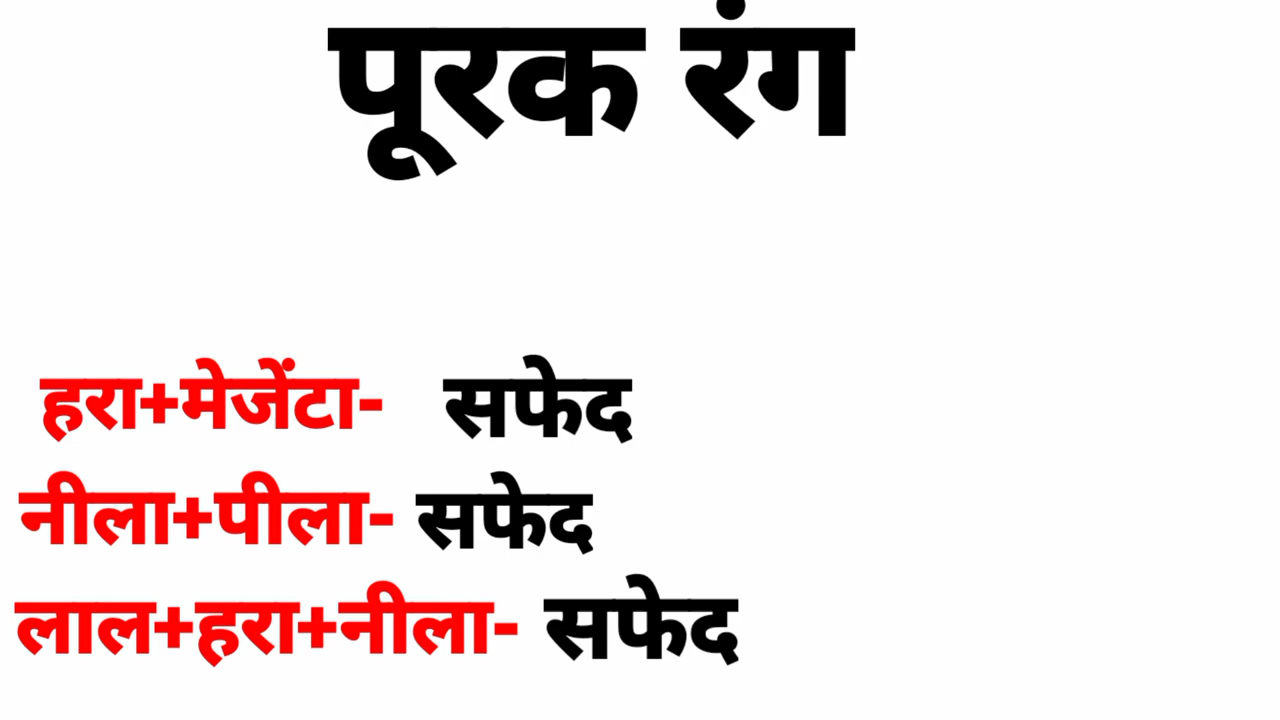 पूरक रंग
हरा+मेजेंटा- सफेद
नीला+पीला- सफेद
लाल+हरा+नीला- सफेद